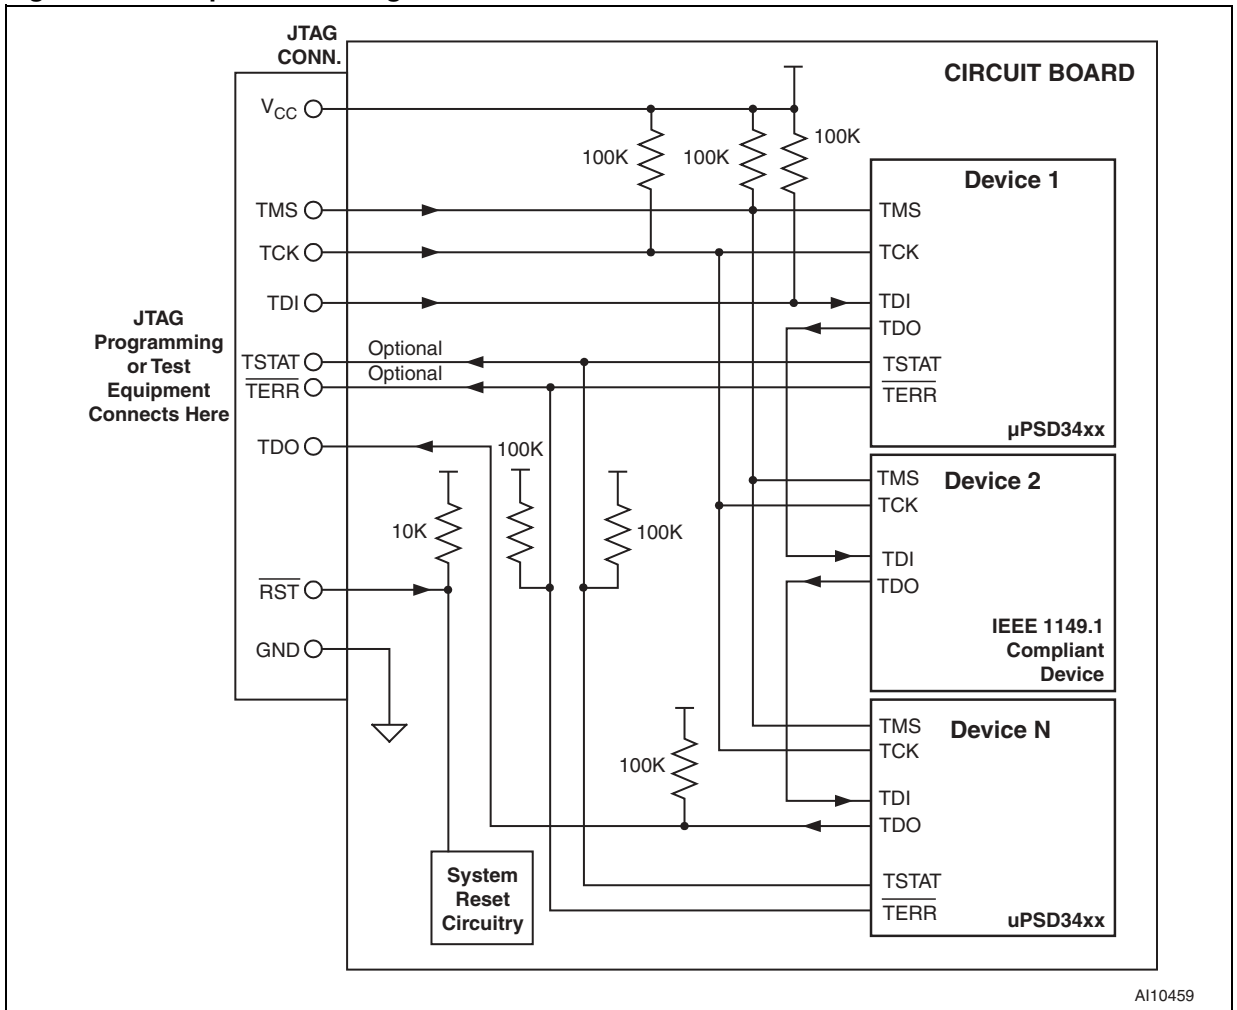 JTAG
CONN.
CIRCUIT BOARD
VCC
100K
100K
100K
Device 1
TMS
TMS
TCK
TCK
TDI
TDI
TDO
JTAG
Programming
or Test
Equipment
Connects Here
TSTAT
Optional
TSTAT
TERR
Optional
TERR
µPSD34xx
TDO
100K
10K
100K
TMS
Device 2
TCK
TDI
TDO
IEEE 1149.1
Compliant
Device
RST
GND
TMS
Device N
TCK
100K
TDI
TDO
System
Reset
Circuitry
TSTAT
TERR
uPSD34xx
AI10459